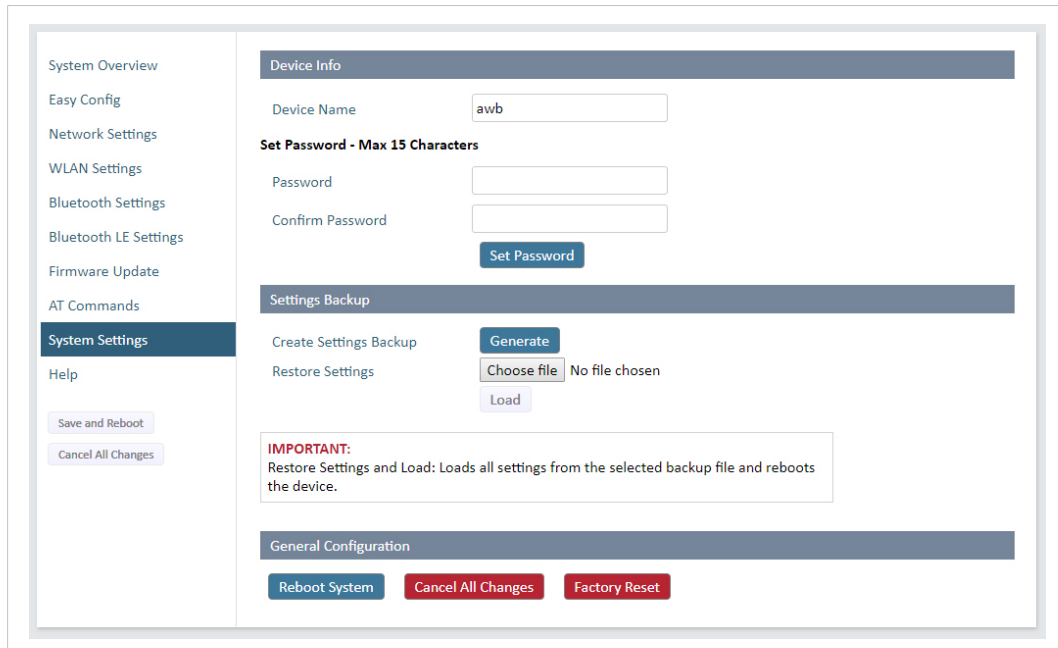 System Overview
Easy Config
Network Settings
WLAN Settings
Bluetooth Settings
Bluetooth LE Settings
Firmware Update
AT Commands
System Settings
Help
Save and Reboot
Cancel All Changes
Device Info
Device Name awb
Set Password - Max 15 Characters
Password
Confirm Password
Set Password
Settings Backup
Create Settings Backup Generate
Restore Settings Choose file No file chosen
Load
IMPORTANT:
Restore Settings and Load: Loads all settings from the selected backup file and reboots
the device.
General Configuration
Reboot System Cancel All Changes Factory Reset